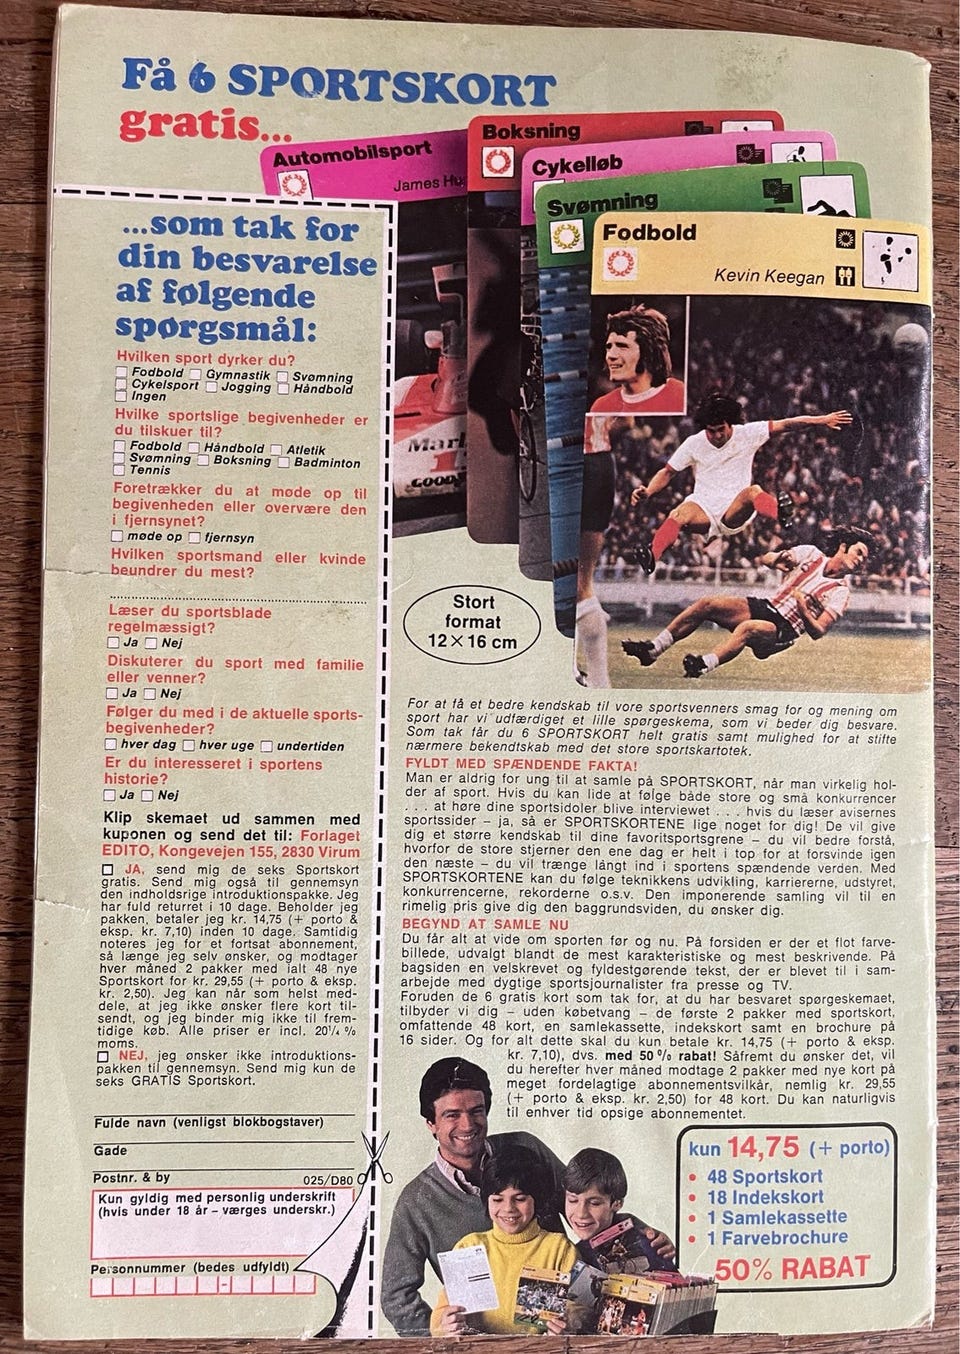 Få 6 SPORTSKORT
gratis...
Automobilsport
James Hu
Boksning
Cykelløb
Svømning
Fodbold
Kevin Keegan
Marl
1
GOOD
...som tak for
din besvarelse
af følgende
spørgsmål:
Hvilken sport dyrker du?
Fodbold Gymnastik Svømning
Cykelsport Jogging Håndbold
Ingen
Hvilke sportslige begivenheder er
du tilskuer til?
Fodbold Håndbold Atletik
Svømning Boksning Badminton
Tennis
Foretrækker du at møde op til
begivenheden eller overvære den
i fjernsynet?
møde op fjernsyn
Hvilken sportsmand eller kvinde
beundrer du mest?
Læser du sportsblade
regelmæssigt?
Ja Nej
Diskuterer du sport med familie
eller venner?
Ja Nej
Følger du med i de aktuelle sports-
begivenheder?
hver dag hver uge undertiden
Er du interesseret i sportens
historie?
Ja Nej
Klip skemaet ud sammen med
kuponen og send det til: Forlaget
EDITO, Kongevejen 155, 2830 Virum
JA, send mig de seks Sportskort
gratis. Send mig også til gennemsyn
den indholdsrige introduktionspakke. Jeg
har fuld returret i 10 dage. Beholder jeg
pakken, betaler jeg kr. 14,75 (+ porto &
eksp. kr. 7,10) inden 10 dage. Samtidig
noteres jeg for et fortsat abonnement,
så længe jeg selv ønsker, og modtager
hver måned 2 pakker med ialt 48 nye
Sportskort for kr. 29,55 (+ porto & eksp.
kr. 2,50). Jeg kan når som helst med-
dele, at jeg ikke ønsker flere kort til-
sendt, og jeg binder mig ikke til frem-
tidige køb. Alle priser er incl. 20¼ %
moms.
NEJ, jeg ønsker ikke introduktions-
pakken til gennemsyn. Send mig kun de
seks GRATIS Sportskort.
Fulde navn (venligst blokbogstaver)
Gade
Postnr. & by 025/D80
Kun gyldig med personlig underskrift
(hvis under 18 år – værges underskr.)
Personnummer (bedes udfyldt)
Stort
format
12 × 16 cm
For at få et bedre kendskab til vore sportsvenners smag for og mening om
sport har vi udfærdiget et lille spørgeskema, som vi beder dig besvare.
Som tak får du 6 SPORTSKORT helt gratis samt mulighed for at stifte
nærmere bekendtskab med det store sportskartotek.
FYLDT MED SPÆNDENDE FAKTA!
Man er aldrig for ung til at samle på SPORTSKORT, når man virkelig hol-
der af sport. Hvis du kan lide at følge både store og små konkurrencer
. . . at høre dine sportsidoler blive interviewet . . . hvis du læser avisernes
sportssider – ja, så er SPORTSKORTENE lige noget for dig! De vil give
dig et større kendskab til dine favoritsportsgrene – du vil bedre forstå,
hvorfor de store stjerner den ene dag er helt i top for at forsvinde igen
den næste – du vil trænge langt ind i sportens spændende verden. Med
SPORTSKORTENE kan du følge teknikkens udvikling, karriererne, udstyret,
konkurrencerne, rekorderne o.s.v. Den imponerende samling vil til en
rimelig pris give dig den baggrundsviden, du ønsker dig.
BEGYND AT SAMLE NU
Du får alt at vide om sporten før og nu. På forsiden er der et flot farve-
billede, udvalgt blandt de mest karakteristiske og mest beskrivende. På
bagsiden en velskrevet og fyldestgørende tekst, der er blevet til i sam-
arbejde med dygtige sportsjournalister fra presse og TV.
Foruden de 6 gratis kort som tak for, at du har besvaret spørgeskemaet,
tilbyder vi dig – uden købetvang – de første 2 pakker med sportskort,
omfattende 48 kort, en samlekassette, indekskort samt en brochure på
16 sider. Og for alt dette skal du kun betale kr. 14,75 (+ porto & eksp.
kr. 7,10), dvs. med 50 % rabat! Såfremt du ønsker det, vil
du herefter hver måned modtage 2 pakker med nye kort på
meget fordelagtige abonnementsvilkår, nemlig kr. 29,55
(+ porto & eksp. kr. 2,50) for 48 kort. Du kan naturligvis
til enhver tid opsige abonnementet.
kun 14,75 (+ porto)
• 48 Sportskort
• 18 Indekskort
• 1 Samlekassette
• 1 Farvebrochure
50% RABAT